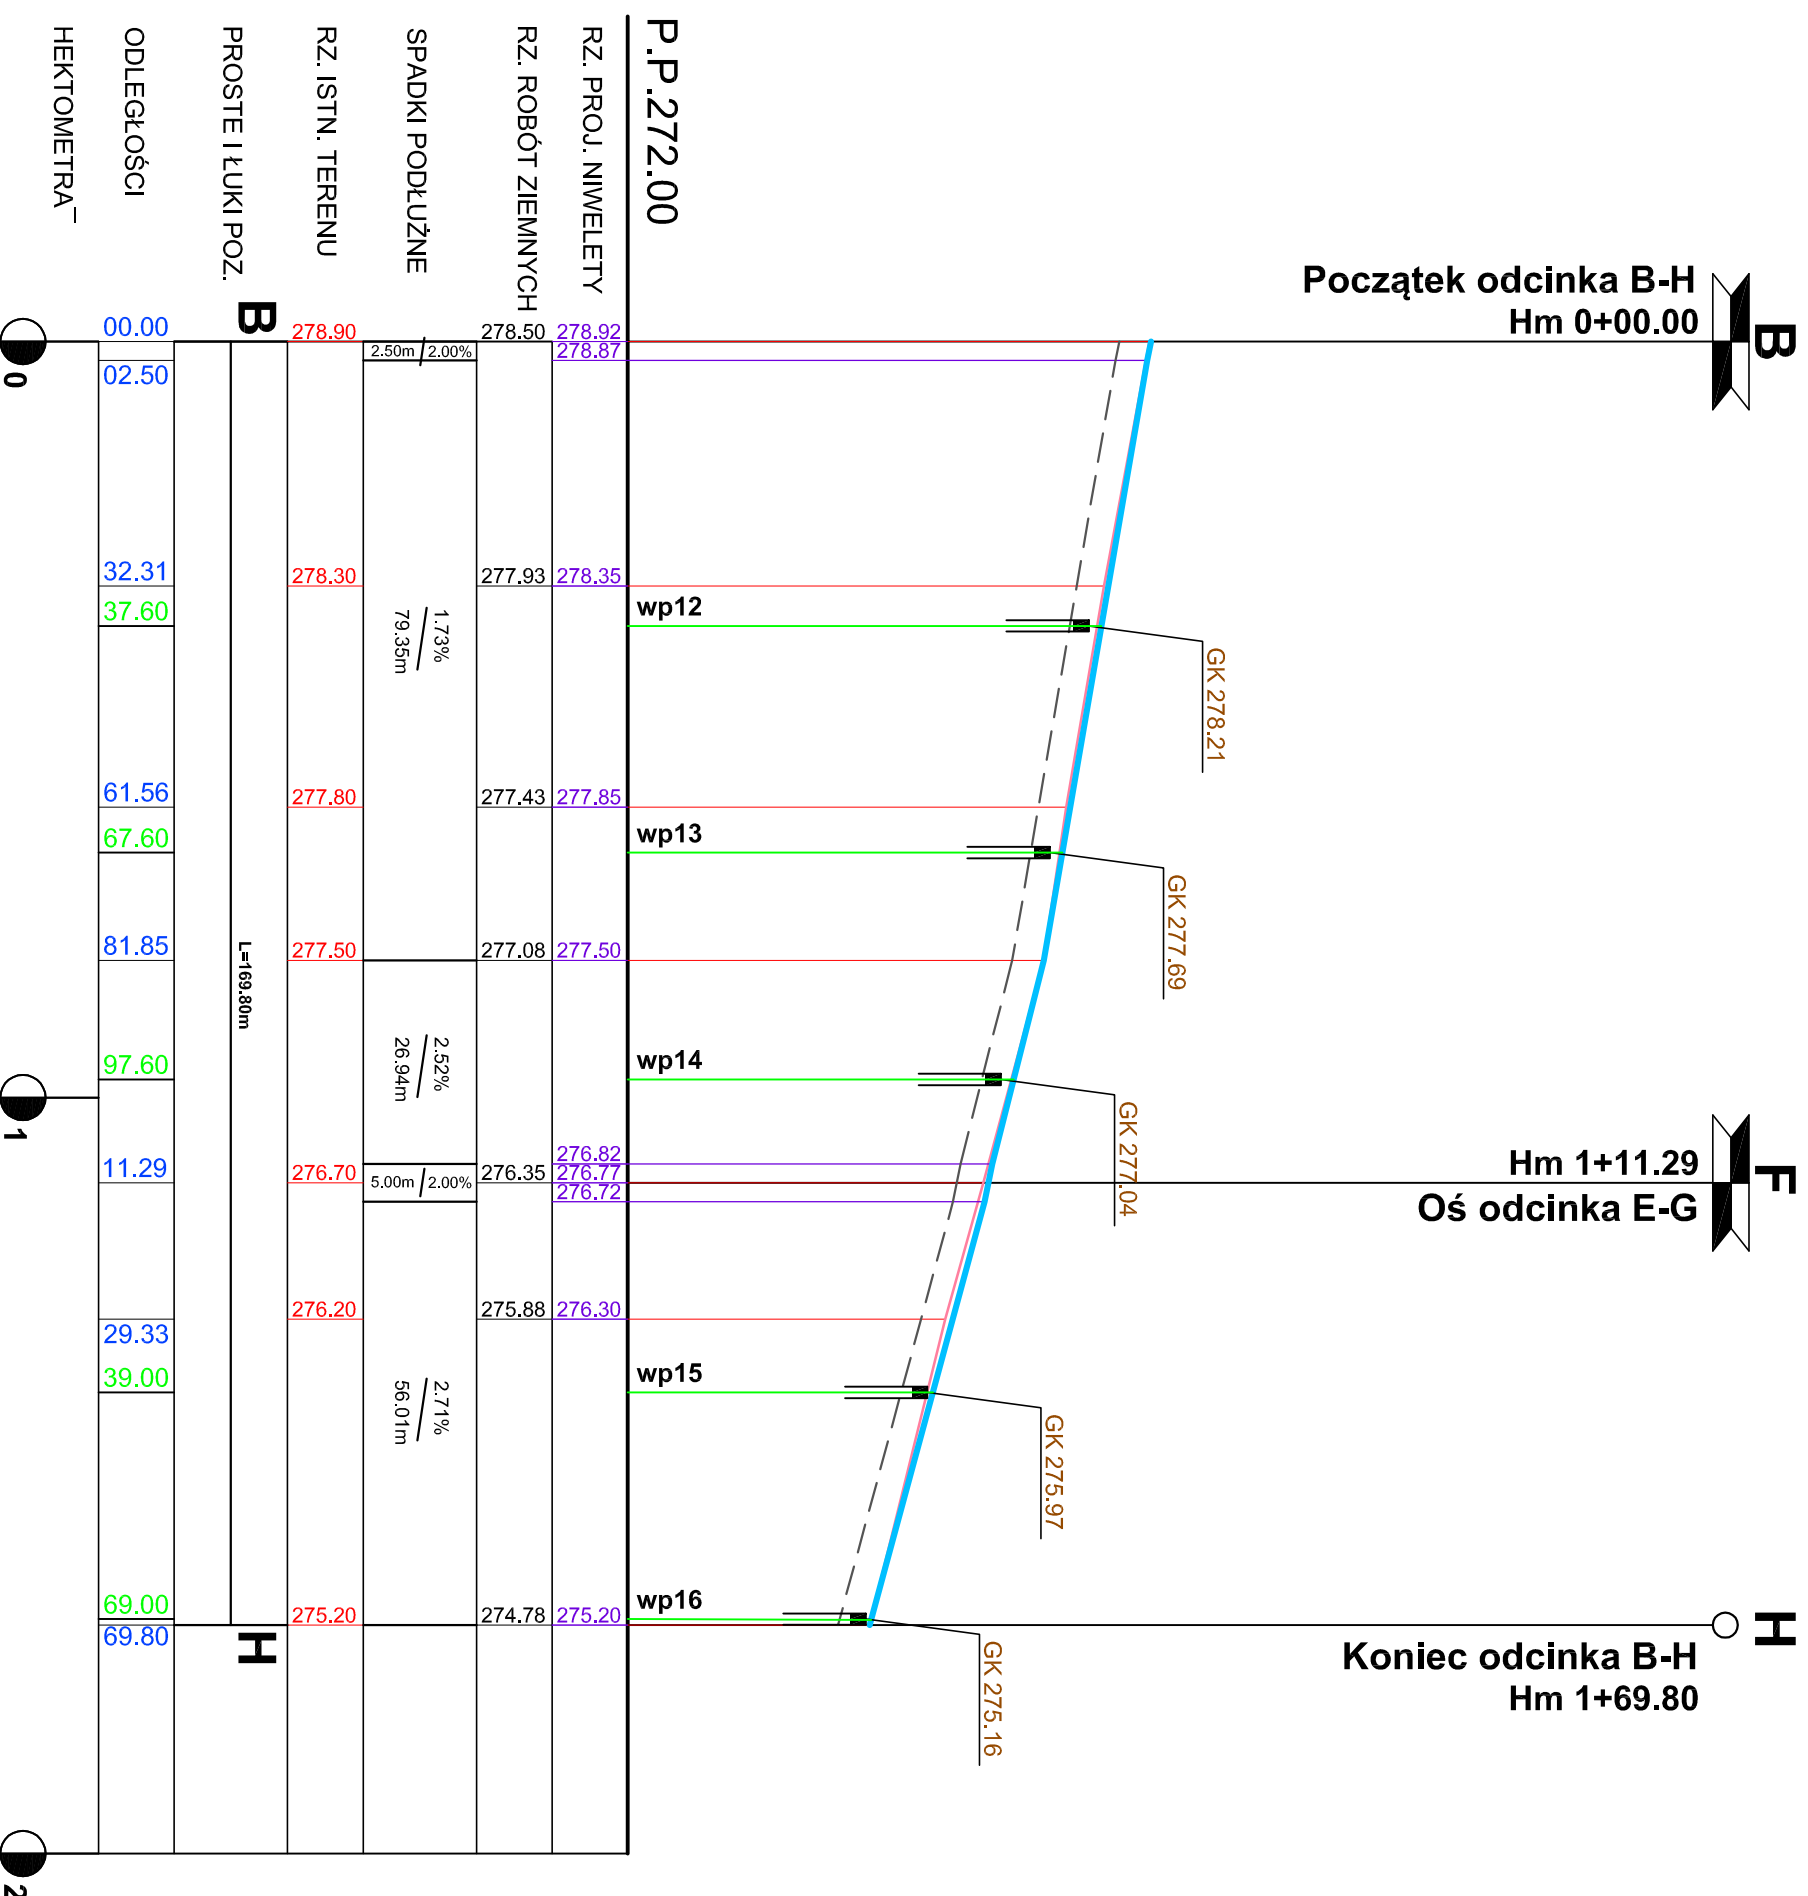 B
Początek odcinka B-H
Hm 0+00.00
F
Hm 1+11.29
Oś odcinka E-G
H
Koniec odcinka B-H
Hm 1+69.80
GK 278.21
GK 277.69
GK 277.04
GK 275.97
GK 275.16
wp12
wp13
wp14
wp15
wp16
P.P.272.00
RZ. PROJ. NIWELETY
278.92
278.87
278.35
277.85
277.50
276.82
276.77
276.72
276.30
275.20
RZ. ROBÓT ZIEMNYCH
278.50
277.93
277.43
277.08
276.35
275.88
274.78
SPADKI PODŁUŻNE
2.50m / 2.00%
1.73%
79.35m
2.52%
26.94m
5.00m / 2.00%
2.71%
56.01m
RZ. ISTN. TERENU
278.90
278.30
277.80
277.50
276.70
276.20
275.20
PROSTE I ŁUKI POZ.
B
L=169.80m
H
ODLEGŁOŚCI
00.00
02.50
32.31
37.60
61.56
67.60
81.85
97.60
11.29
29.33
39.00
69.00
69.80
HEKTOMETRA¯
0
1
2